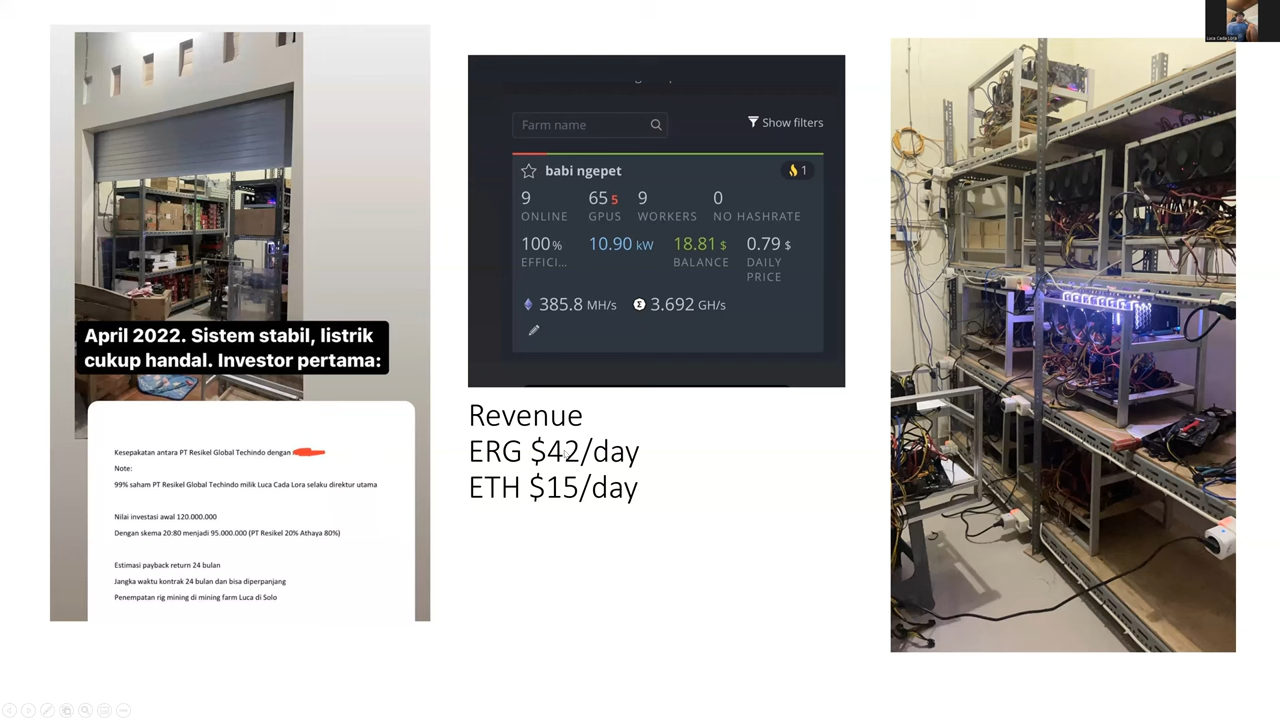 April 2022. Sistem stabil, listrik
cukup handal. Investor pertama:
Kesepakatan antara PT Resikel Global Techindo dengan
Note:
99% saham PT Resikel Global Techindo milik Luca Cada Lora selaku direktur utama
Nilai investasi awal 120.000.000
Dengan skema 20:80 menjadi 95.000.000 (PT Resikel 20% Athaya 80%)
Estimasi payback return 24 bulan
Jangka waktu kontrak 24 bulan dan bisa diperpanjang
Penempatan rig mining di mining farm Luca di Solo
Farm name
Show filters
babi ngepet
1
9 65 5 9 0
ONLINE GPUS WORKERS NO HASHRATE
100% 10.90 kW 18.81 $ 0.79 $
EFFICI... BALANCE DAILY
PRICE
385.8 MH/s 3.692 GH/s
Revenue
ERG $42/day
ETH $15/day
Luca Cada Lora